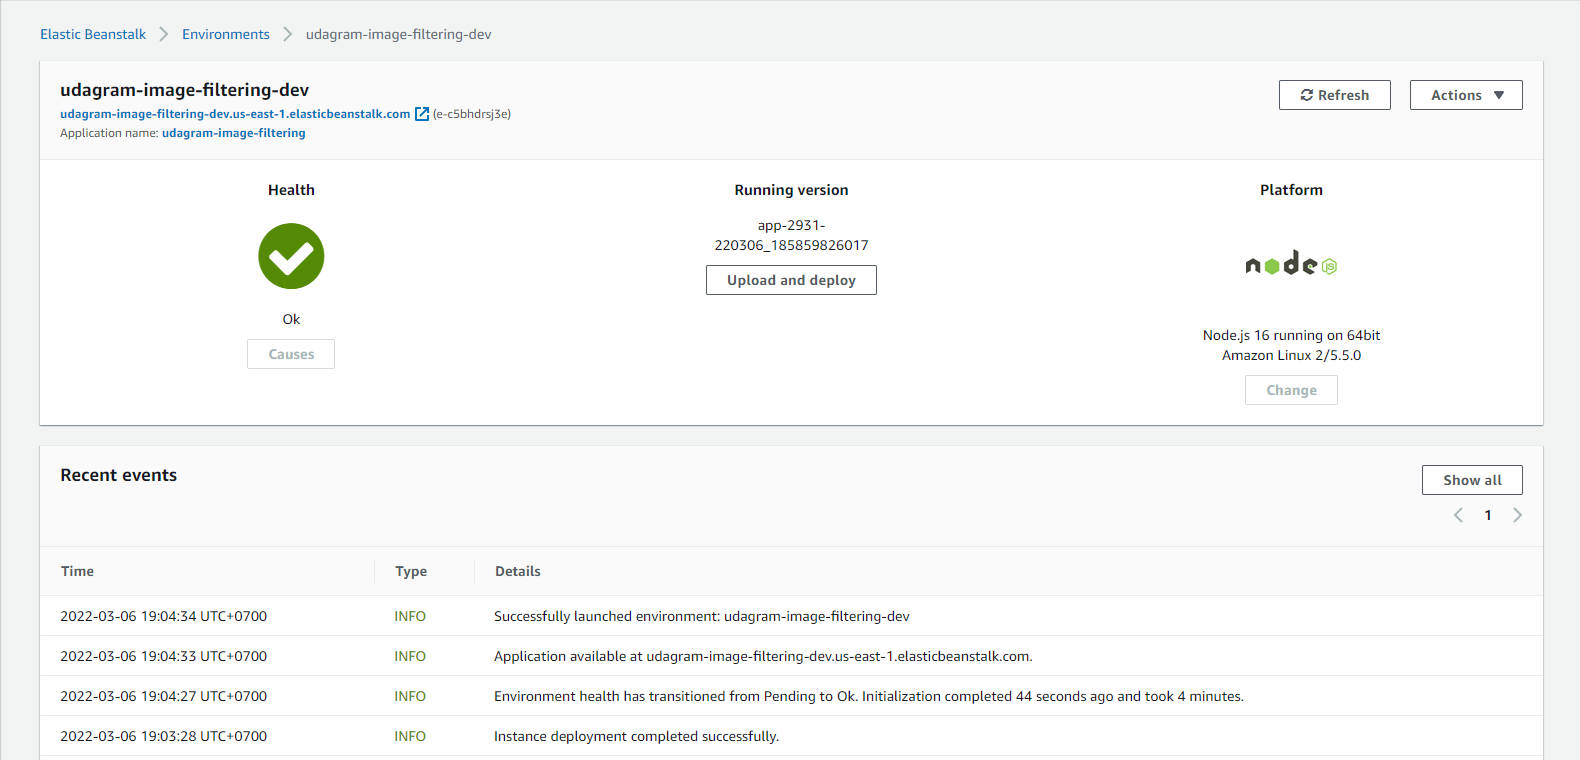 Elastic Beanstalk > Environments > udagram-image-filtering-dev
udagram-image-filtering-dev
Refresh
Actions
udagram-image-filtering-dev.us-east-1.elasticbeanstalk.com (e-c5bhdrsj3e)
Application name: udagram-image-filtering
Health
Ok
Causes
Running version
app-2931-
220306_185859826017
Upload and deploy
Platform
node JS
Node.js 16 running on 64bit
Amazon Linux 2/5.5.0
Change
Recent events
Show all
1
Time Type Details
2022-03-06 19:04:34 UTC+0700 INFO Successfully launched environment: udagram-image-filtering-dev
2022-03-06 19:04:33 UTC+0700 INFO Application available at udagram-image-filtering-dev.us-east-1.elasticbeanstalk.com.
2022-03-06 19:04:27 UTC+0700 INFO Environment health has transitioned from Pending to Ok. Initialization completed 44 seconds ago and took 4 minutes.
2022-03-06 19:03:28 UTC+0700 INFO Instance deployment completed successfully.